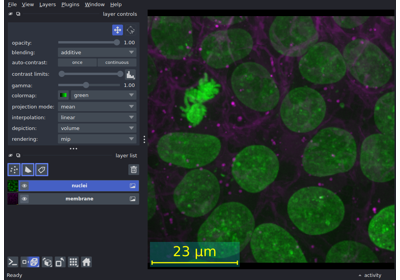 File View Layers Plugins Window Help
layer controls
opacity: 1.00
blending: additive
auto-contrast: once continuous
contrast limits:
gamma: 1.00
colormap: green
projection mode: mean
interpolation: linear
depiction: volume
rendering: mip
layer list
nuclei
membrane
23 µm
Ready activity